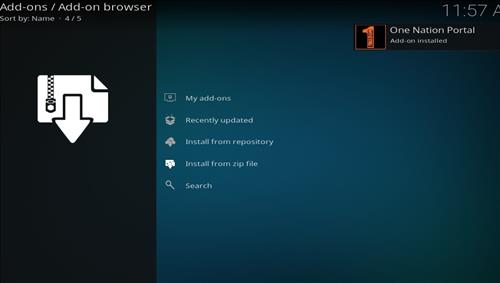 Add-ons / Add-on browser
Sort by: Name · 4 / 5
11:57 A
One Nation Portal
Add-on installed
My add-ons
Recently updated
Install from repository
Install from zip file
Search